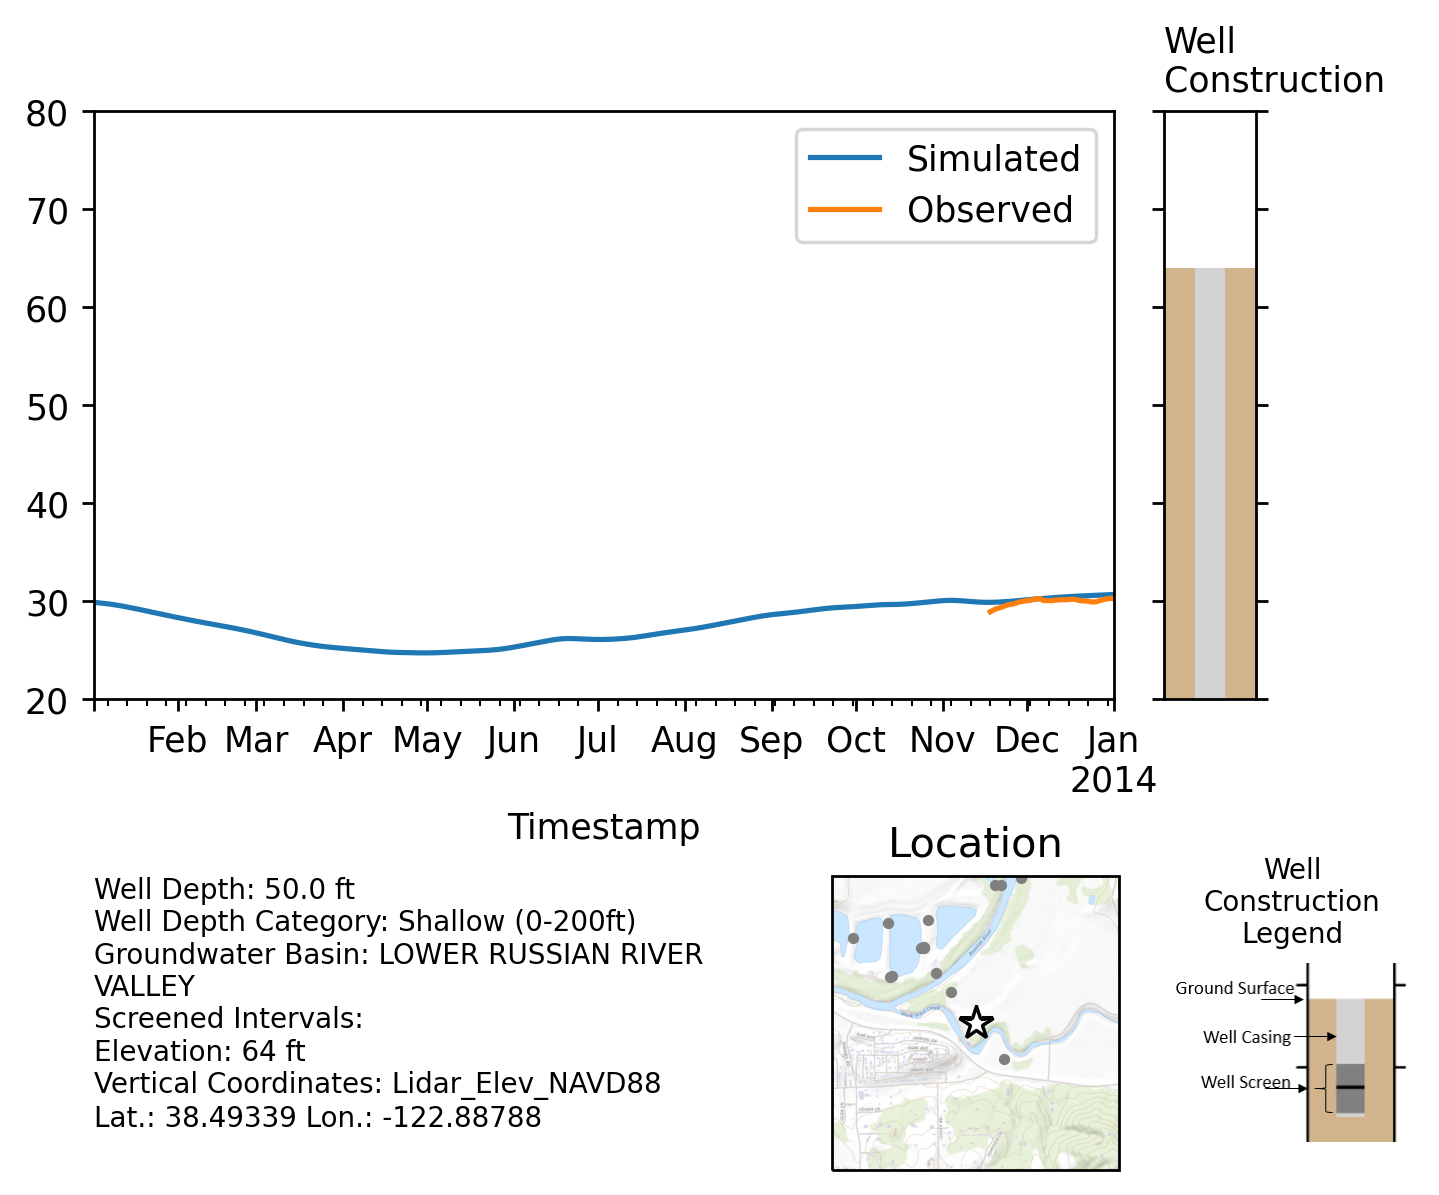 Well
Construction
80
70
60
50
40
30
20
Simulated
Observed
Feb Mar Apr May Jun Jul Aug Sep Oct Nov Dec Jan
2014
Timestamp
Well Depth: 50.0 ft
Well Depth Category: Shallow (0-200ft)
Groundwater Basin: LOWER RUSSIAN RIVER
VALLEY
Screened Intervals:
Elevation: 64 ft
Vertical Coordinates: Lidar_Elev_NAVD88
Lat.: 38.49339 Lon.: -122.88788
Location
Well
Construction
Legend
Ground Surface
Well Casing
Well Screen